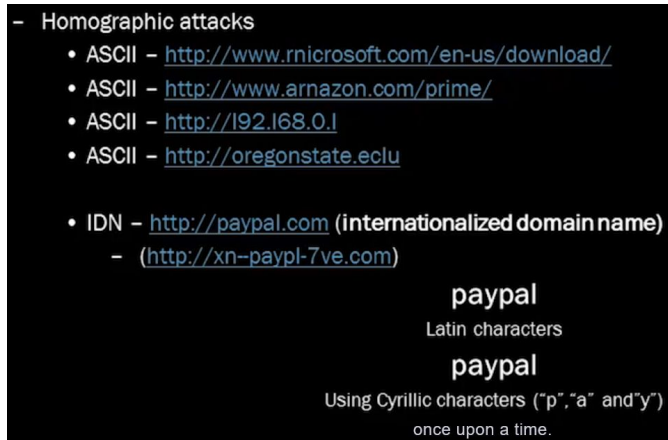 – Homographic attacks
• ASCII – http://www.rnicrosoft.com/en-us/download/
• ASCII – http://www.arnazon.com/prime/
• ASCII – http://l92.l68.0.l
• ASCII – http://oregonstate.eclu
• IDN – http://paypal.com (internationalized domain name)
– (http://xn--paypl-7ve.com)
paypal
Latin characters
paypal
Using Cyrillic characters (“p”,“a” and”y”)
once upon a time.